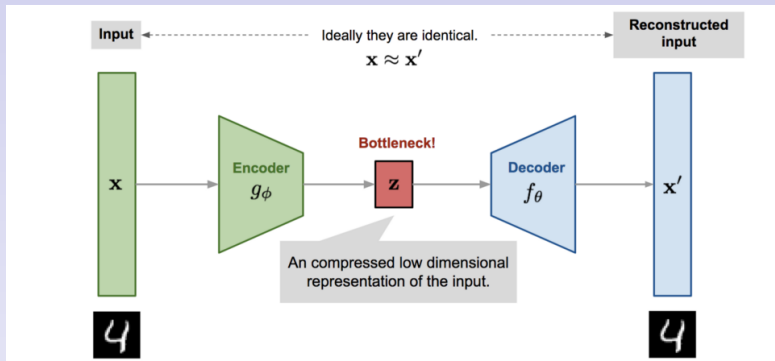 Input
Ideally they are identical.
x ≈ x′
Reconstructed
input
x
Encoder
gϕ
Bottleneck!
z
Decoder
fθ
x′
An compressed low dimensional
representation of the input.
4
4